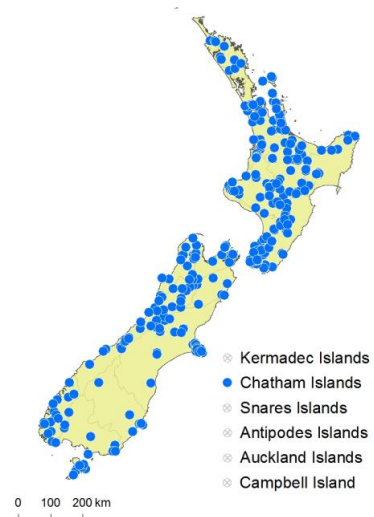 Kermadec Islands
Chatham Islands
Snares Islands
Antipodes Islands
Auckland Islands
Campbell Island
0 100 200 km